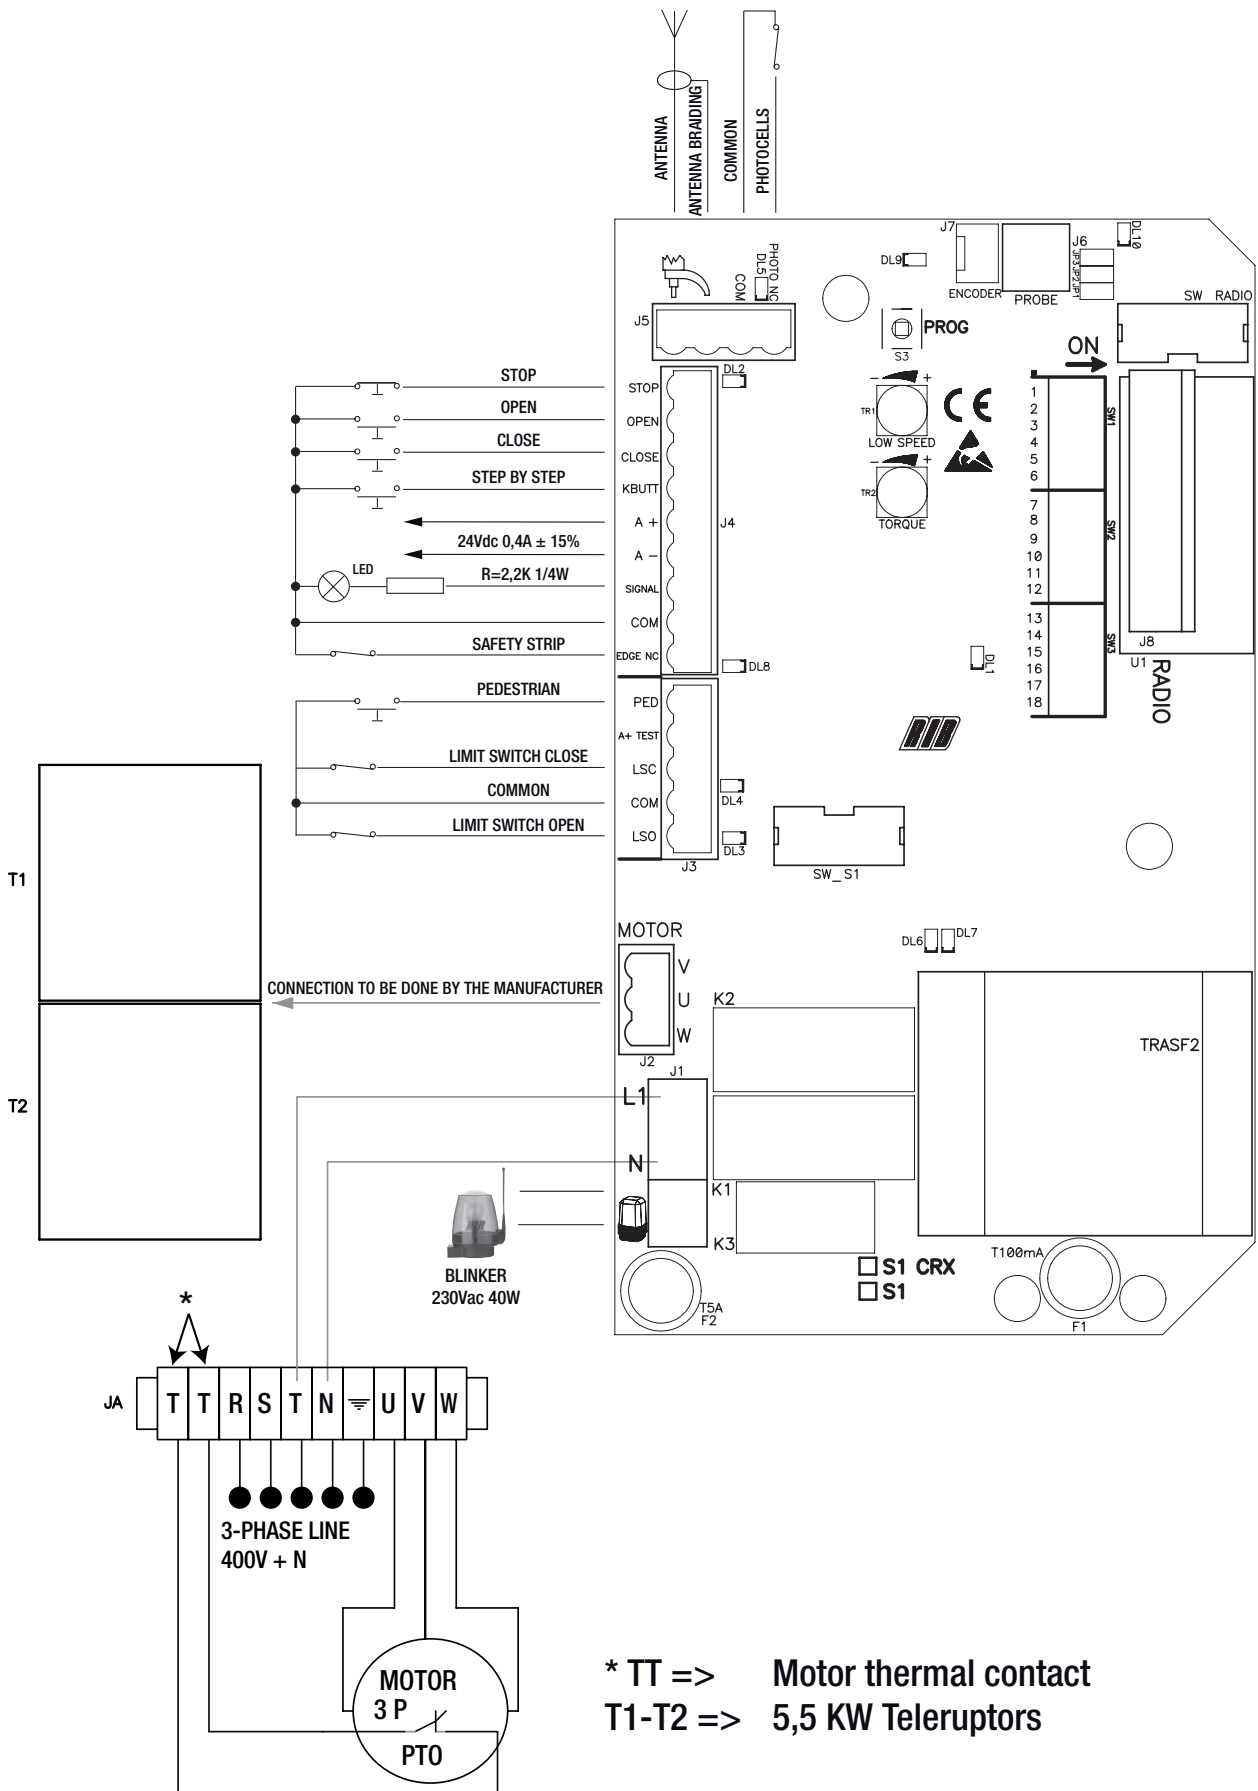 ANTENNA
ANTENNA BRAIDING
COMMON
PHOTOCELLS
J7
J6
DL10
JP3
JP2
JP1
DL9
ENCODER
PROBE
SW RADIO
PHOTO NC
DL5
COM
J5
PROG
S3
ON
STOP
STOP
DL2
- +
TR1
LOW SPEED
CE
OPEN
OPEN
CLOSE
CLOSE
STEP BY STEP
KBUTT
- +
TR2
TORQUE
J4
A +
24Vdc 0,4A ± 15%
A -
LED
R=2,2K 1/4W
SIGNAL
COM
SAFETY STRIP
EDGE NC
DL8
1
2
3
4
5
6
SW1
7
8
9
10
11
12
SW2
13
14
15
16
17
18
SW3
J8
U1
RADIO
DL1
PEDESTRIAN
PED
A+ TEST
LIMIT SWITCH CLOSE
LSC
COMMON
COM
DL4
LIMIT SWITCH OPEN
LSO
DL3
J3
SW_S1
T1
T2
MOTOR
DL6
DL7
V
U
W
J2
CONNECTION TO BE DONE BY THE MANUFACTURER
K2
TRASF2
J1
L1
N
K1
K3
BLINKER
230Vac 40W
S1 CRX
S1
T100mA
F1
T5A
F2
*
JA
T T R S T N U V W
3-PHASE LINE
400V + N
MOTOR
3 P
PTO
* TT => Motor thermal contact
T1-T2 => 5,5 KW Teleruptors